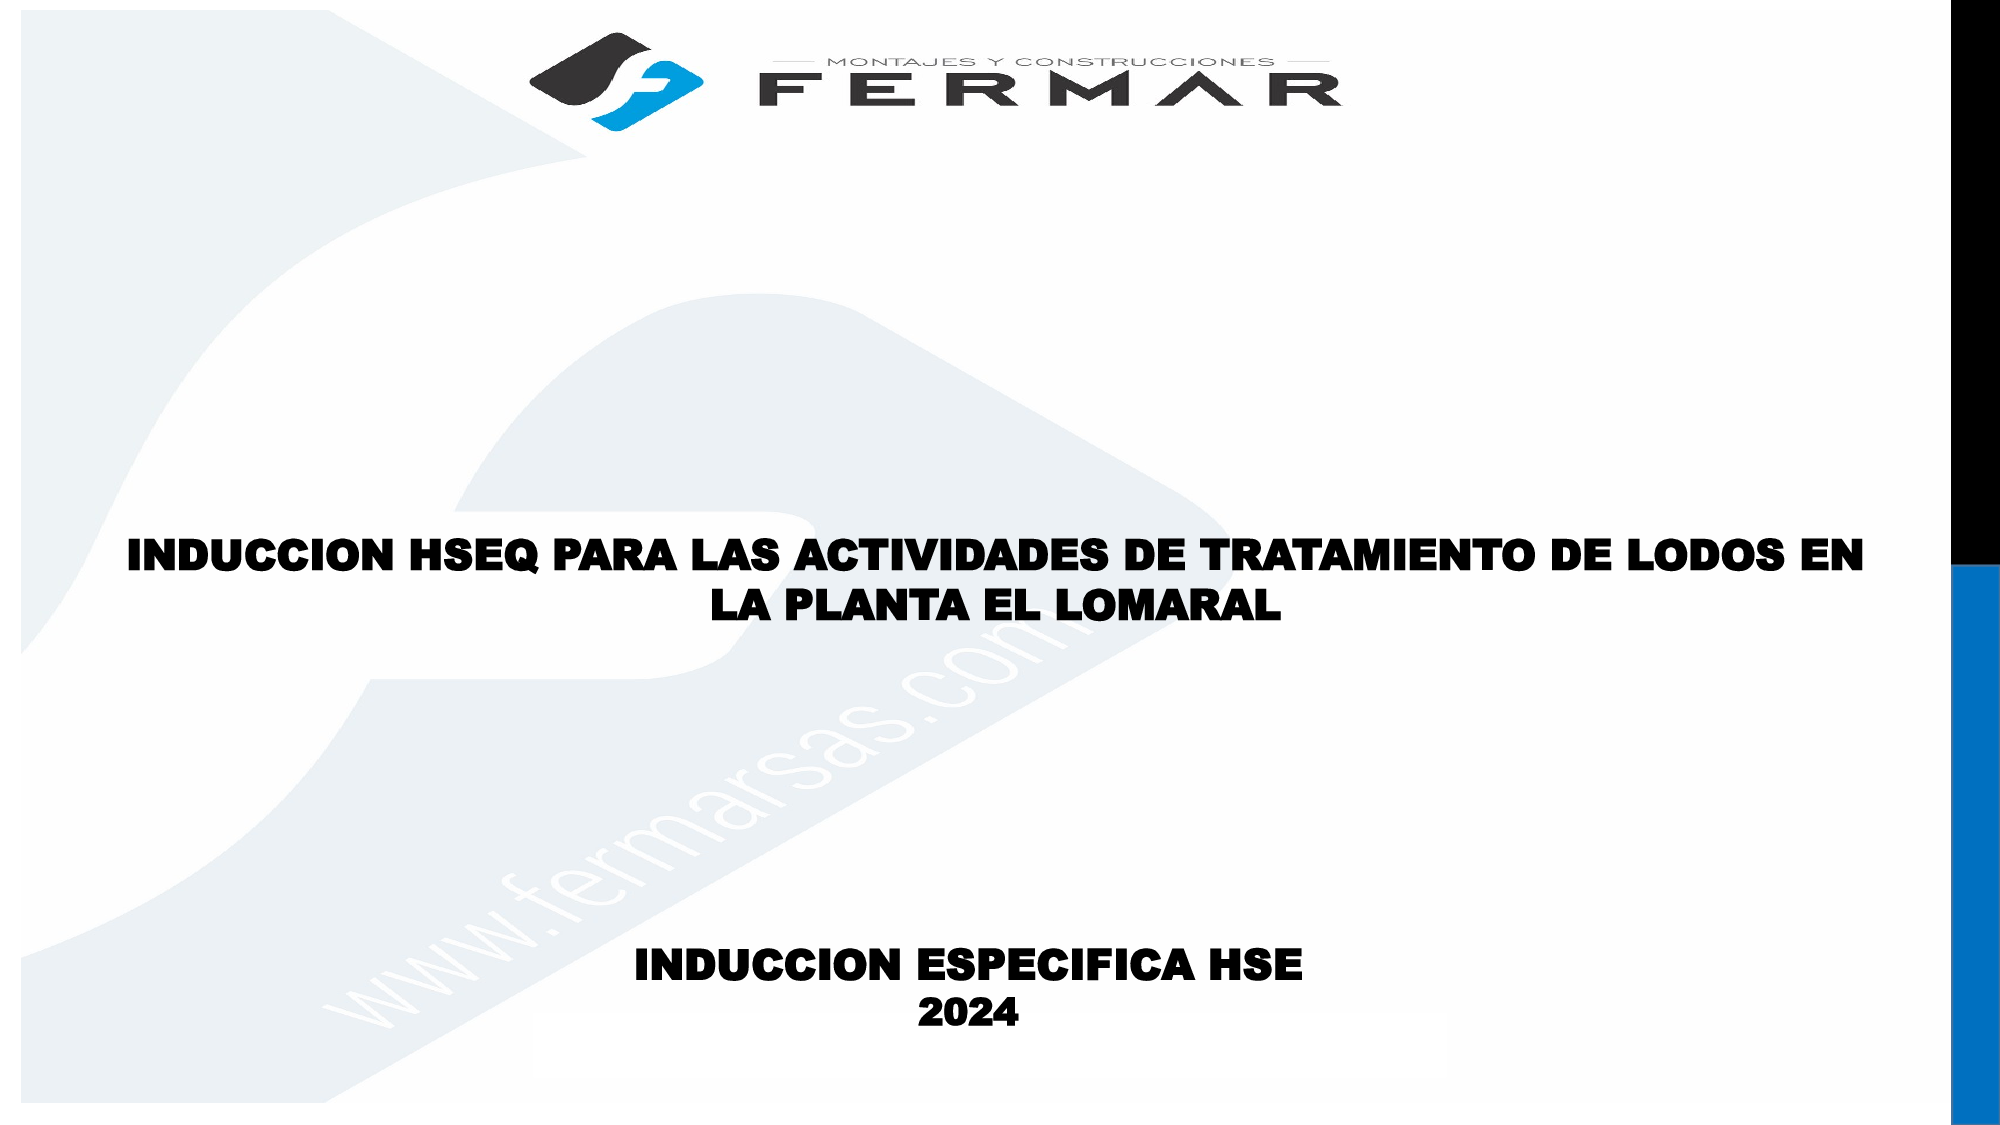 MONTAJES Y CONSTRUCCIONES
FERMAR
INDUCCION HSEQ PARA LAS ACTIVIDADES DE TRATAMIENTO DE LODOS EN
LA PLANTA EL LOMARAL
www.fermarsas.com
INDUCCION ESPECIFICA HSE
2024